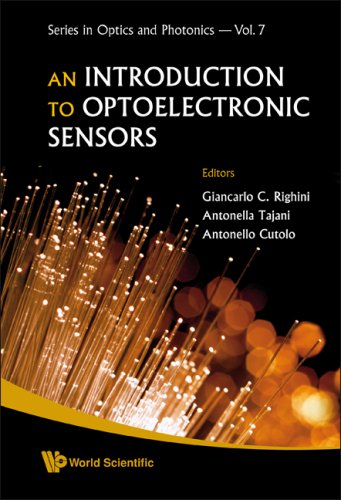 Series in Optics and Photonics — Vol. 7
AN INTRODUCTION
TO OPTOELECTRONIC
SENSORS
Editors
Giancarlo C. Righini
Antonella Tajani
Antonello Cutolo
World Scientific